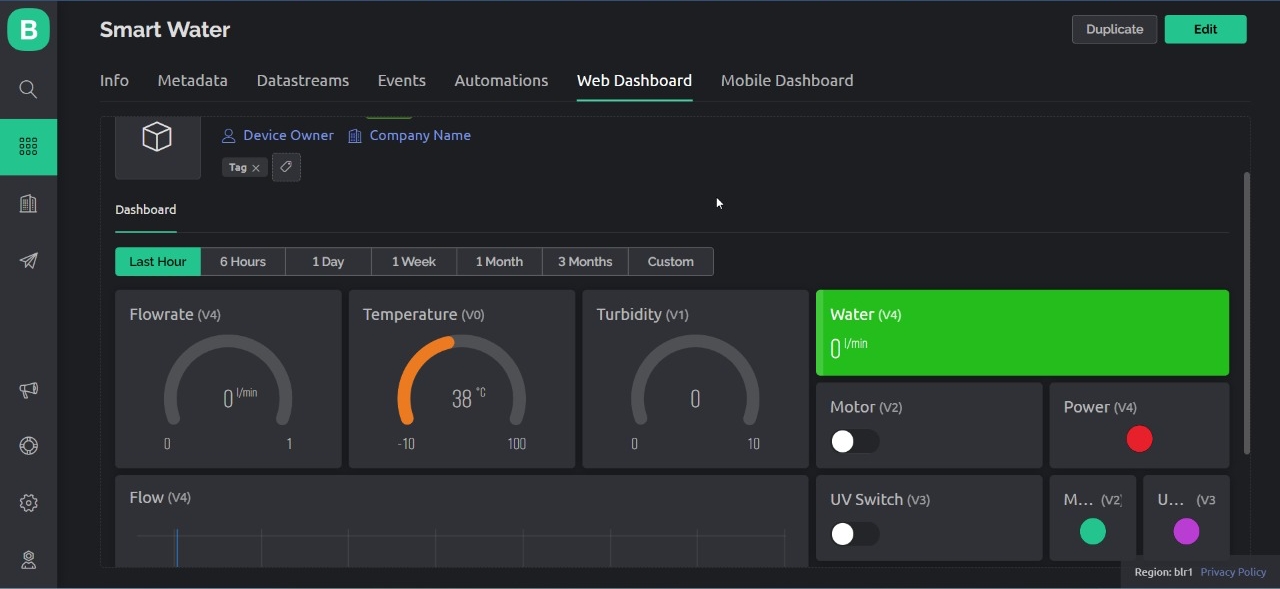 B
Smart Water
Duplicate
Edit
Info
Metadata
Datastreams
Events
Automations
Web Dashboard
Mobile Dashboard
Device Owner
Company Name
Tag
Dashboard
Last Hour
6 Hours
1 Day
1 Week
1 Month
3 Months
Custom
Flowrate (V4)
0 l/min
0
1
Temperature (V0)
38 °C
-10
100
Turbidity (V1)
0
0
10
Water (V4)
0 l/min
Motor (V2)
Power (V4)
Flow (V4)
UV Switch (V3)
M... (V2)
U... (V3
Region: blr1 Privacy Policy